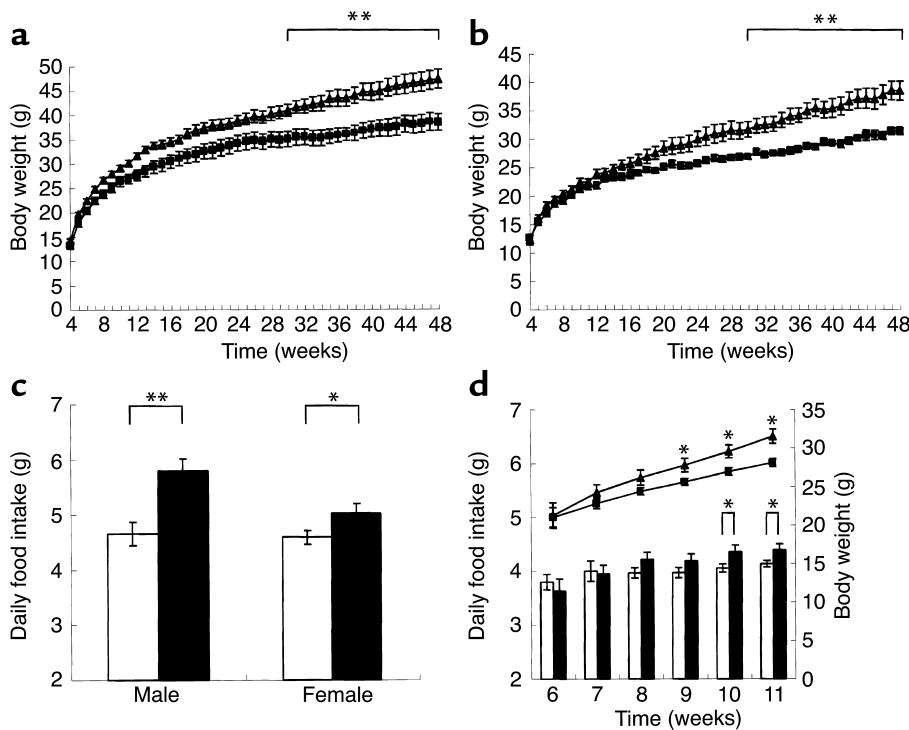 a
**
Body weight (g)
50
45
40
35
30
25
20
15
10
5
0
4 8 12 16 20 24 28 32 36 40 44 48
Time (weeks)
b
**
Body weight (g)
45
40
35
30
25
20
15
10
5
0
4 8 12 16 20 24 28 32 36 40 44 48
Time (weeks)
c
** *
Daily food intake (g)
7
6
5
4
3
2
Male Female
d
Daily food intake (g)
7
6
5
4
3
2
* * *
* *
35
30
25
20
15
10
5
0
Body weight (g)
6 7 8 9 10 11
Time (weeks)